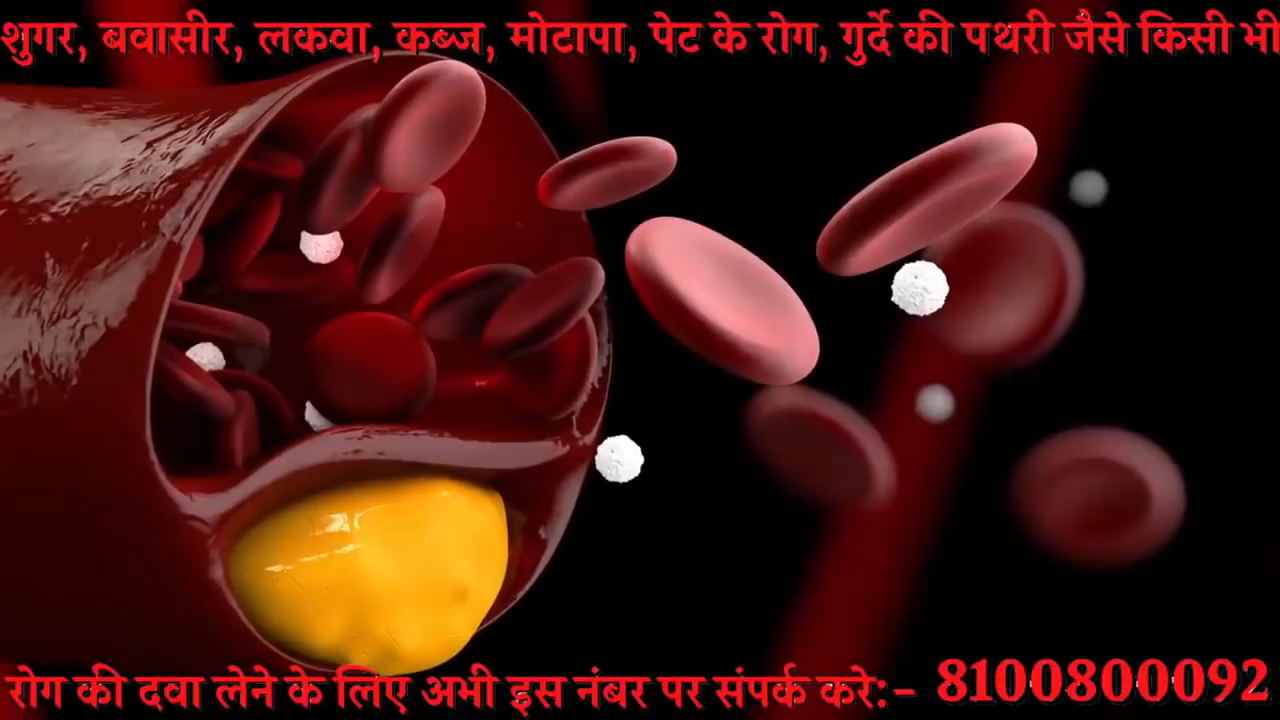 शुगर, बवासीर, लकवा, कब्ज, मोटापा, पेट के रोग, गुर्दे की पथरी जैसे किसी भी
रोग की दवा लेने के लिए अभी इस नंबर पर संपर्क करे:- 8100800092